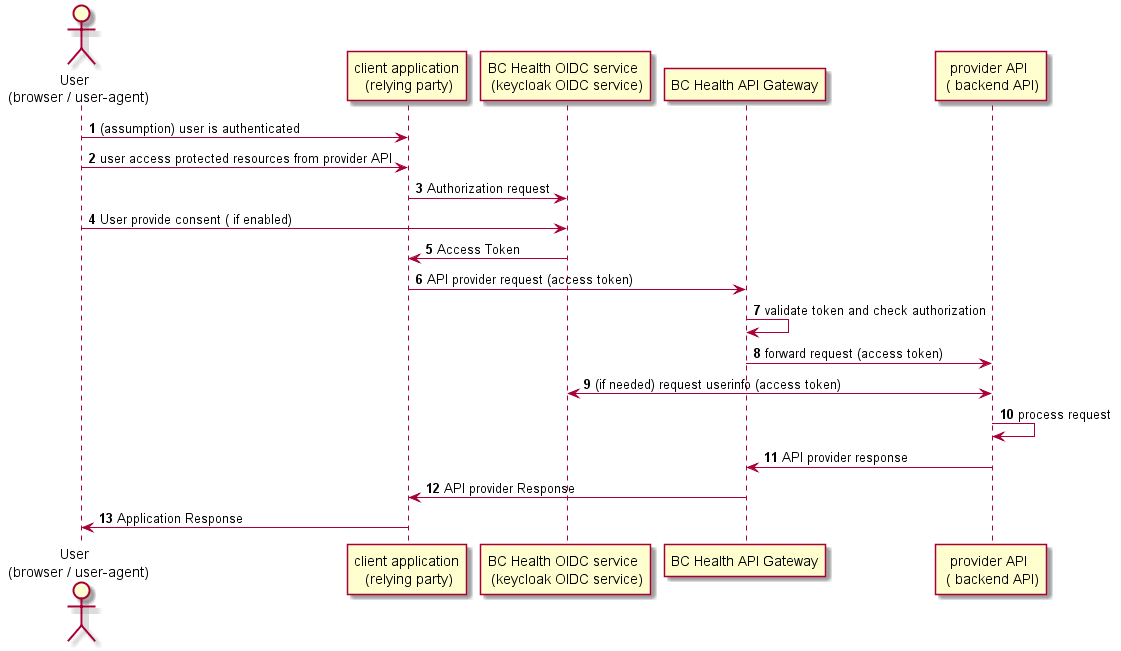 User
(browser / user-agent)
client application
(relying party)
BC Health OIDC service
(keycloak OIDC service)
BC Health API Gateway
provider API
( backend API)
1 (assumption) user is authenticated
2 user access protected resources from provider API
3 Authorization request
4 User provide consent ( if enabled)
5 Access Token
6 API provider request (access token)
7 validate token and check authorization
8 forward request (access token)
9 (if needed) request userinfo (access token)
10 process request
11 API provider response
12 API provider Response
13 Application Response
User
(browser / user-agent)
client application
(relying party)
BC Health OIDC service
(keycloak OIDC service)
BC Health API Gateway
provider API
( backend API)